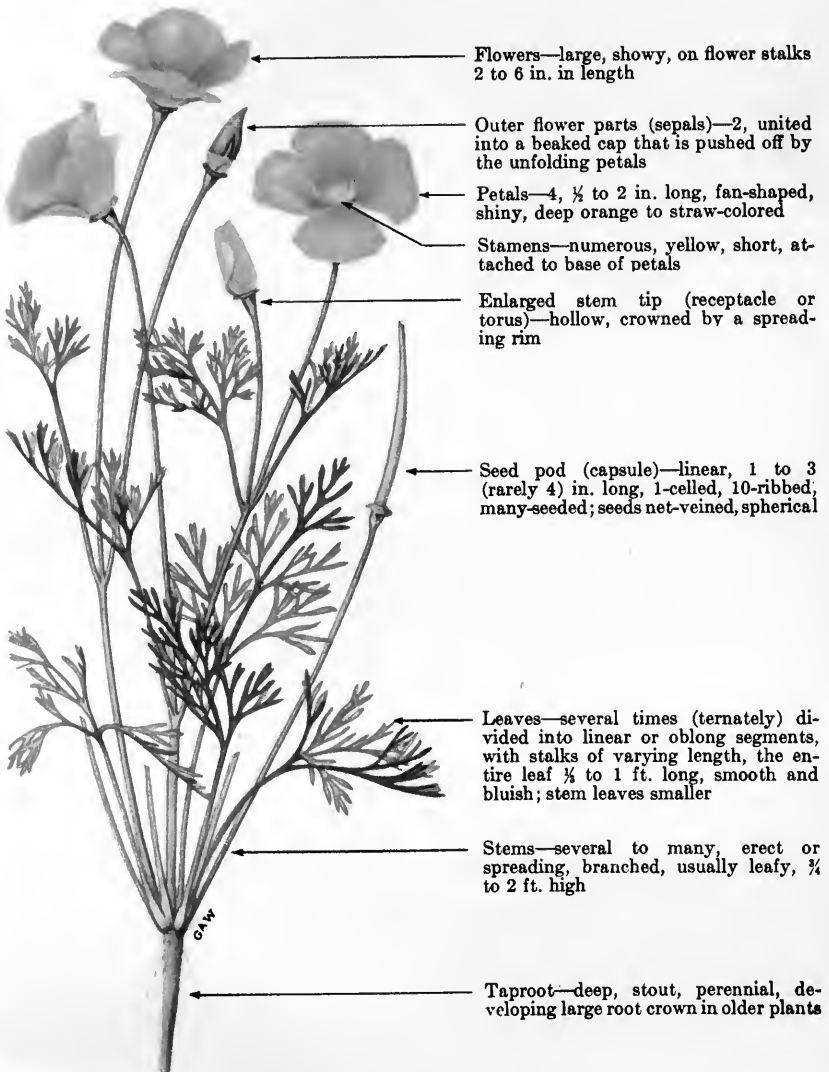 Flowers—large, showy, on flower stalks
2 to 6 in. in length
Outer flower parts (sepals)—2, united
into a beaked cap that is pushed off by
the unfolding petals
Petals—4, ½ to 2 in. long, fan-shaped,
shiny, deep orange to straw-colored
Stamens—numerous, yellow, short, at-
tached to base of petals
Enlarged stem tip (receptacle or
torus)—hollow, crowned by a spread-
ing rim
Seed pod (capsule)—linear, 1 to 3
(rarely 4) in. long, 1-celled, 10-ribbed,
many-seeded; seeds net-veined, spherical
Leaves—several times (ternately) di-
vided into linear or oblong segments,
with stalks of varying length, the en-
tire leaf to 1 ft. long, smooth and
bluish; stem leaves smaller
Stems—several to many, erect or
spreading, branched, usually leafy, ¾
to 2 ft. high
GAW
Taproot—deep, stout, perennial, de-
veloping large root crown in older plants